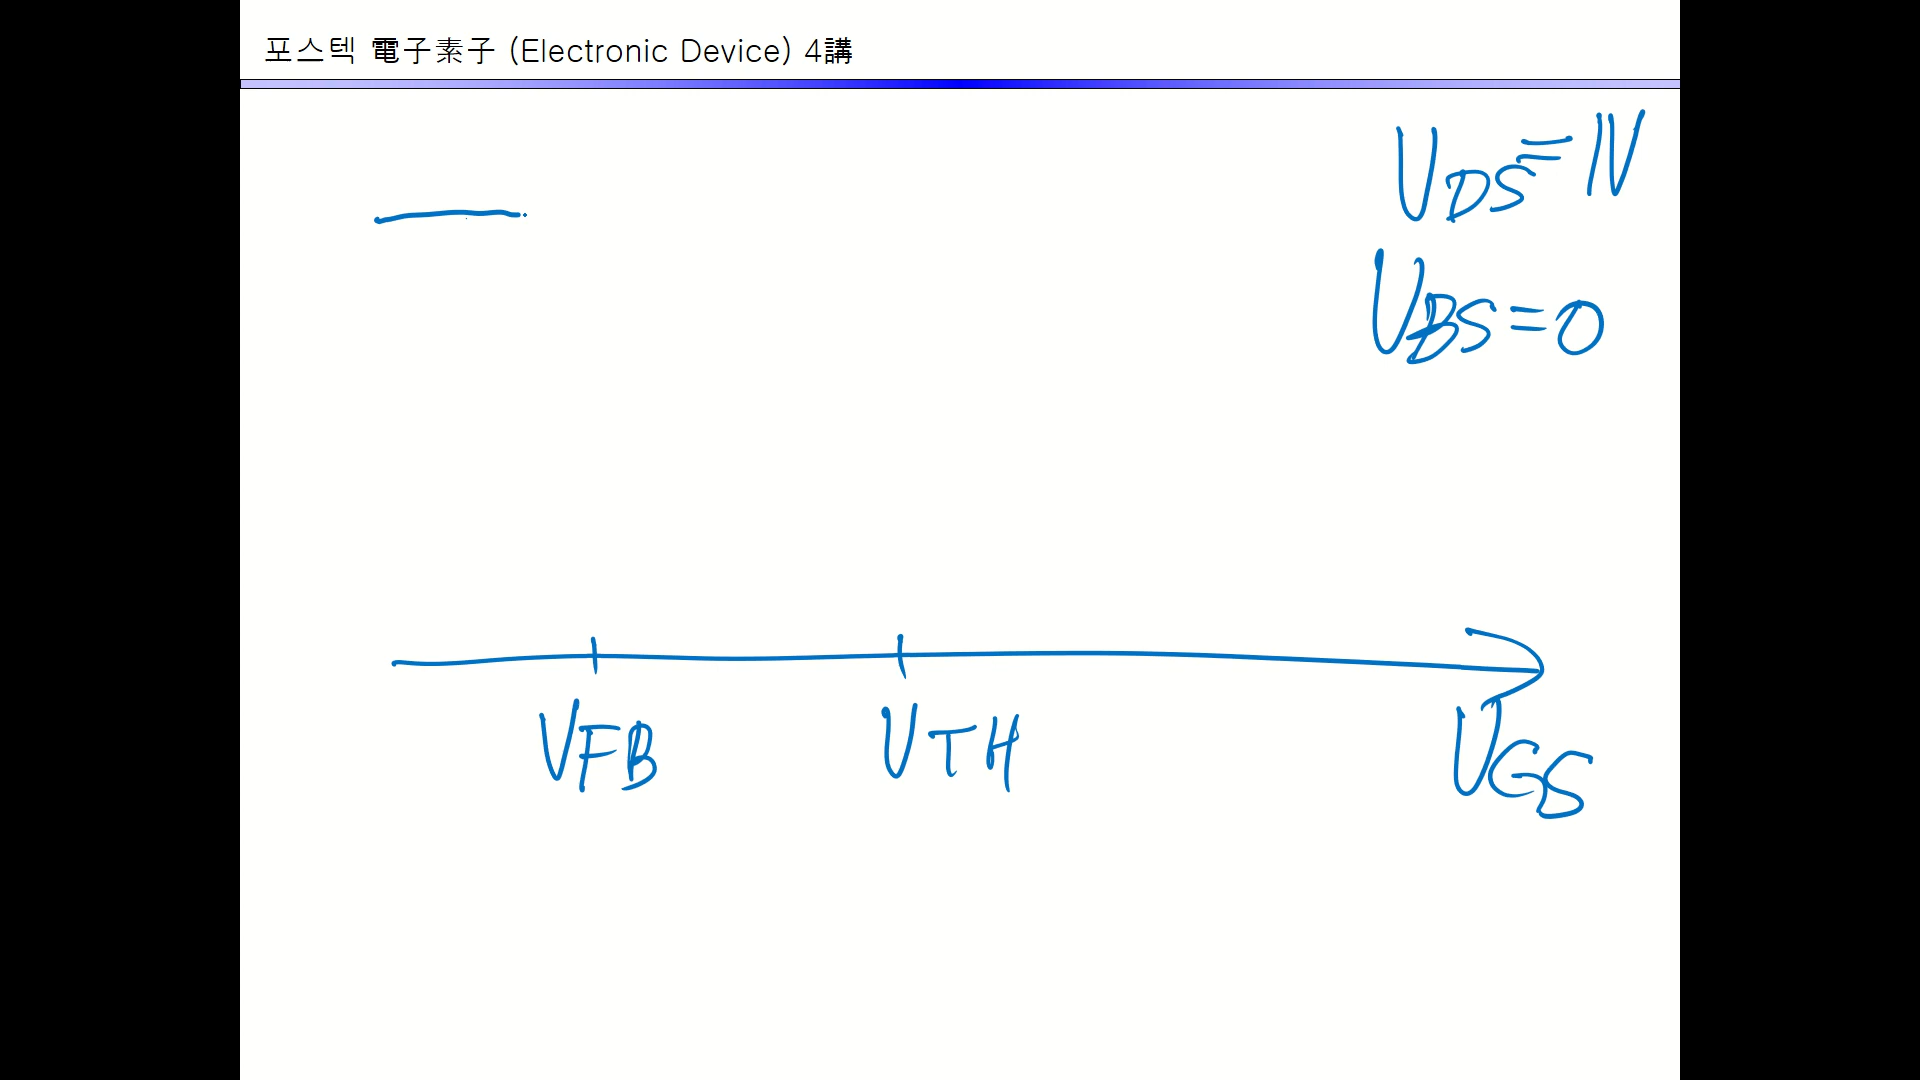 포스텍 電子素子 (Electronic Device) 4講
VDS = 1V
VBS = 0
VFB VTH VGS